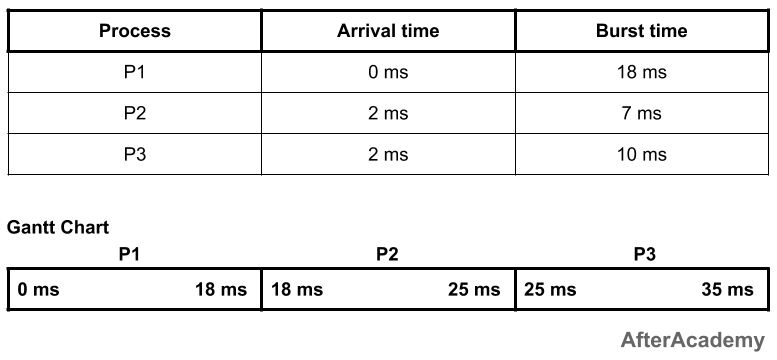 Process Arrival time Burst time
P1 0 ms 18 ms
P2 2 ms 7 ms
P3 2 ms 10 ms
Gantt Chart
P1 P2 P3
0 ms 18 ms 18 ms 25 ms 25 ms 35 ms
AfterAcademy